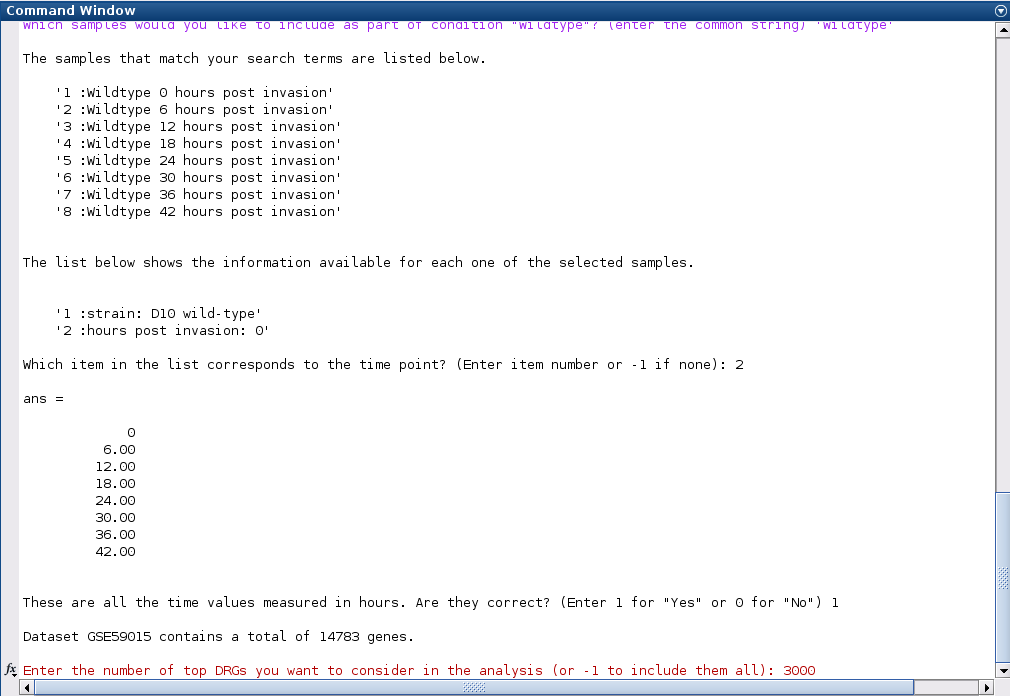 Command Window
Which samples would you like to include as part of condition "Wildtype"? (enter the common string) 'Wildtype'
The samples that match your search terms are listed below.
'1 :Wildtype 0 hours post invasion'
'2 :Wildtype 6 hours post invasion'
'3 :Wildtype 12 hours post invasion'
'4 :Wildtype 18 hours post invasion'
'5 :Wildtype 24 hours post invasion'
'6 :Wildtype 30 hours post invasion'
'7 :Wildtype 36 hours post invasion'
'8 :Wildtype 42 hours post invasion'
The list below shows the information available for each one of the selected samples.
'1 :strain: D10 wild-type'
'2 :hours post invasion: 0'
Which item in the list corresponds to the time point? (Enter item number or -1 if none): 2
ans =
0
6.00
12.00
18.00
24.00
30.00
36.00
42.00
These are all the time values measured in hours. Are they correct? (Enter 1 for "Yes" or 0 for "No") 1
Dataset GSE59015 contains a total of 14783 genes.
fx Enter the number of top DRGs you want to consider in the analysis (or -1 to include them all): 3000